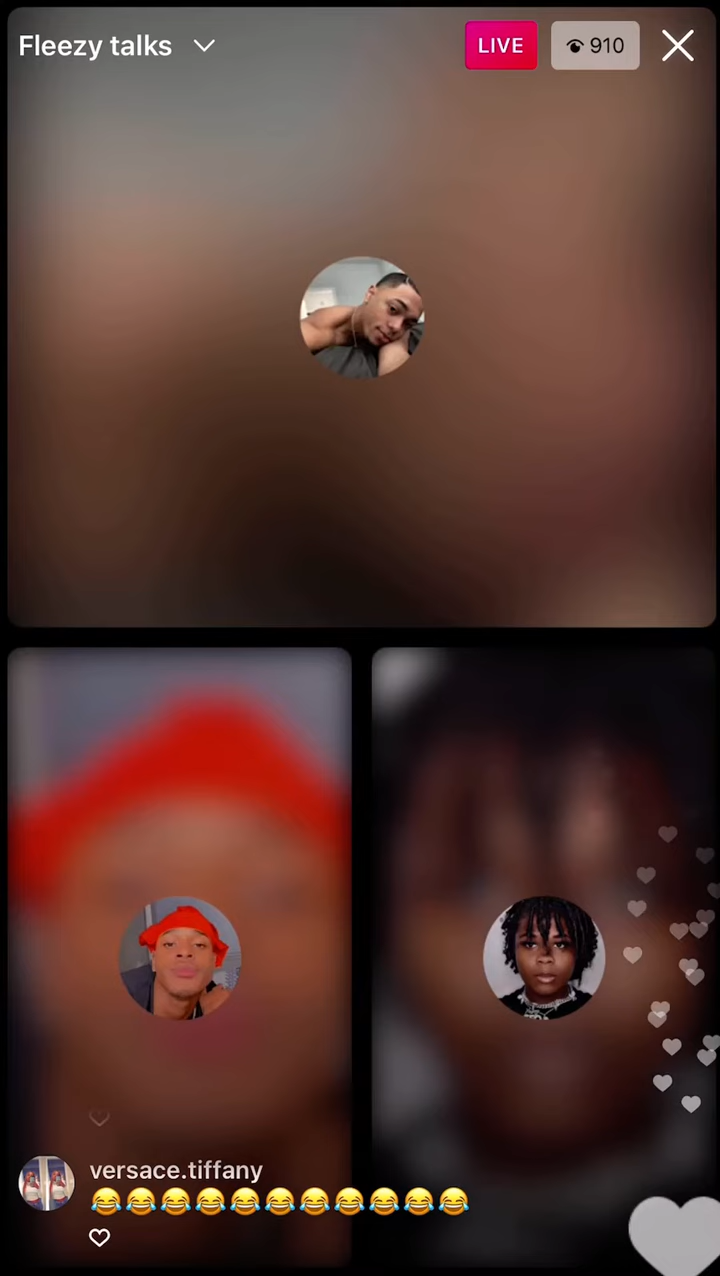 Fleezy talks
LIVE
910
versace.tiffany
😂😂😂😂😂😂😂😂😂😂😂